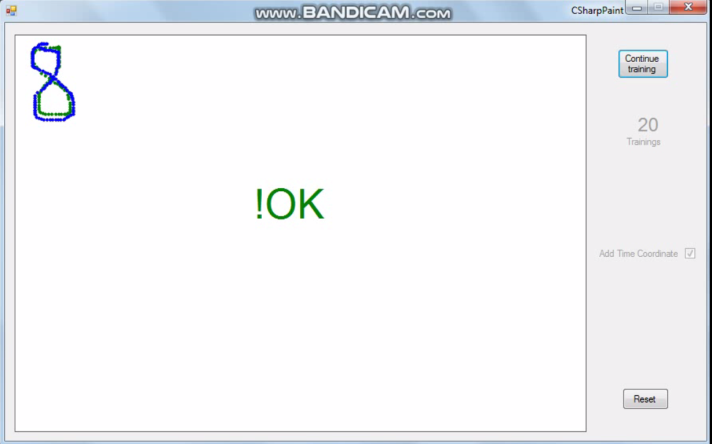 www.BANDICAM.com
CSharpPaint
Continue
training
20
Trainings
!OK
Add Time Coordinate
Reset